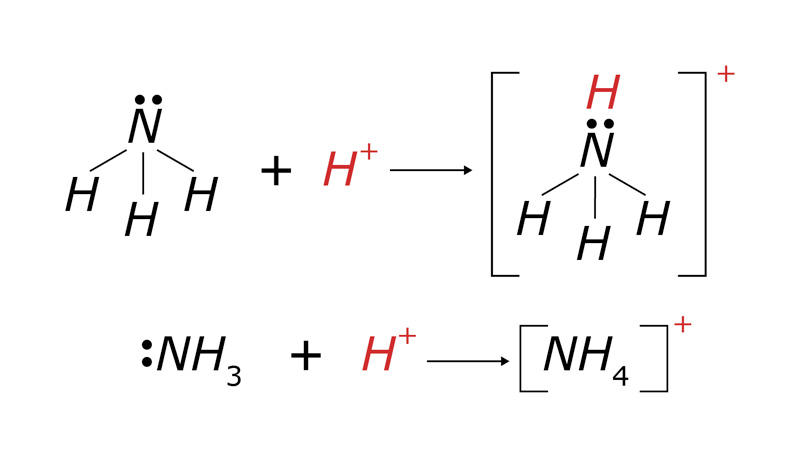 H +
N N
+ H+
H H H H
H H
:NH3 + H+ [NH4]+